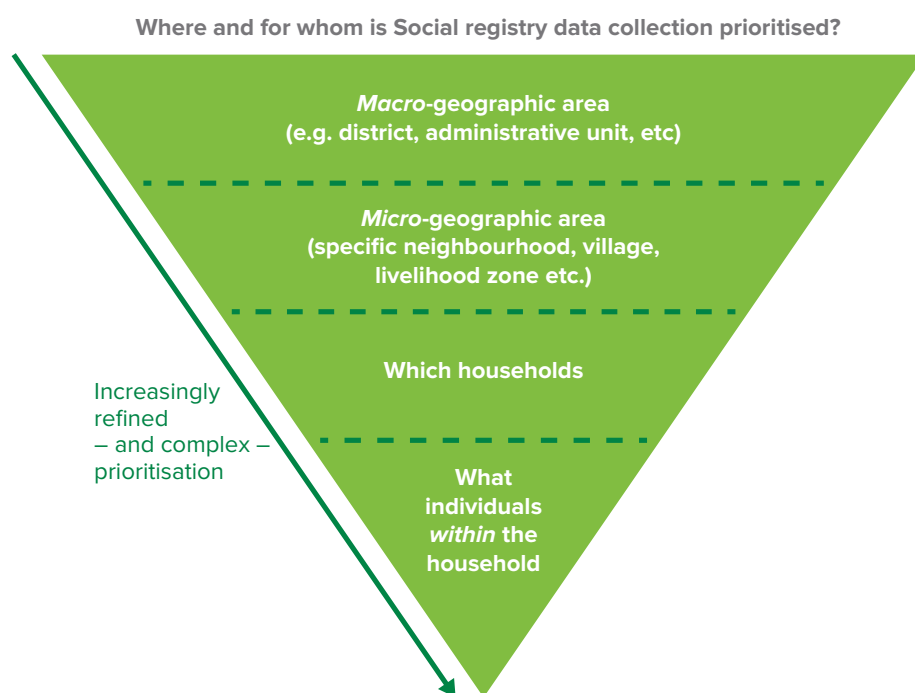 Where and for whom is Social registry data collection prioritised?
Macro-geographic area
(e.g. district, administrative unit, etc)
Micro-geographic area
(specific neighbourhood, village,
livelihood zone etc.)
Which households
Increasingly
refined
– and complex –
prioritisation
What
individuals
within the
household